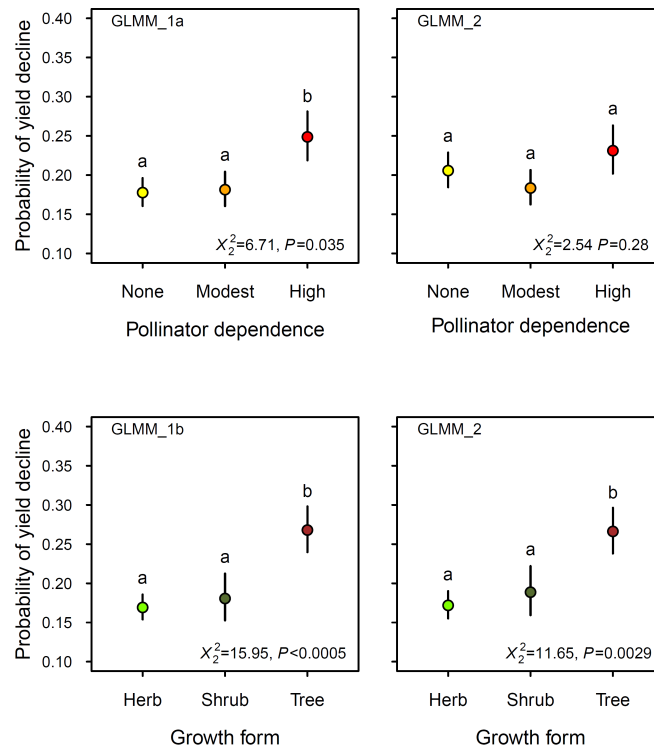 GLMM_1a
GLMM_2
Probability of yield decline
0.40
0.35
0.30
0.25
0.20
0.15
0.10
a
a
b
a
a
a
X₂²=6.71, P=0.035
X₂²=2.54 P=0.28
None Modest High
None Modest High
Pollinator dependence
Pollinator dependence
GLMM_1b
GLMM_2
Probability of yield decline
0.40
0.35
0.30
0.25
0.20
0.15
0.10
a
a
b
a
a
b
X₂²=15.95, P<0.0005
X₂²=11.65, P=0.0029
Herb Shrub Tree
Herb Shrub Tree
Growth form
Growth form